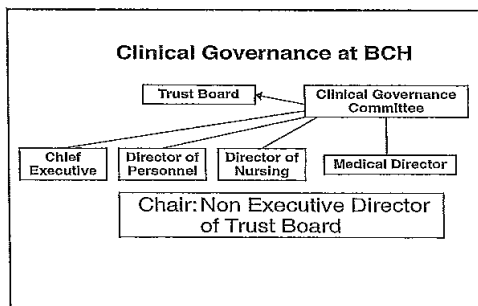 Clinical Governance at BCH
Trust Board
Clinical Governance
Committee
Chief
Executive
Director of
Personnel
Director of
Nursing
Medical Director
Chair: Non Executive Director
of Trust Board